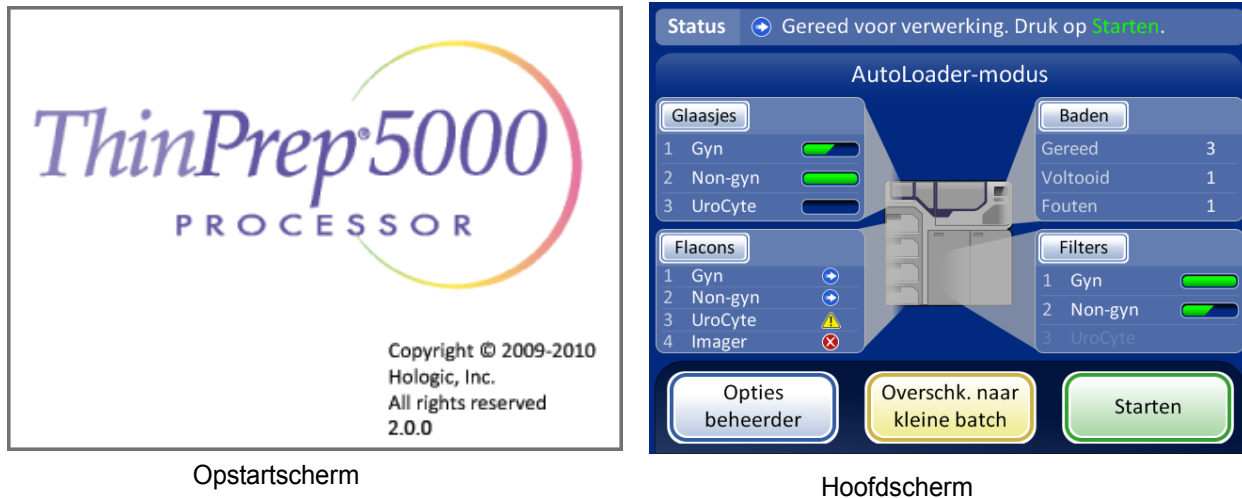 ThinPrep®5000
PROCESSOR
Copyright © 2009-2010
Hologic, Inc.
All rights reserved
2.0.0
Opstartscherm
Status Gereed voor verwerking. Druk op Starten.
AutoLoader-modus
Glaasjes
1 Gyn
2 Non-gyn
3 UroCyte
Baden
Gereed 3
Voltooid 1
Fouten 1
Flacons
1 Gyn
2 Non-gyn
3 UroCyte
4 Imager
Filters
1 Gyn
2 Non-gyn
3 UroCyte
Opties
beheerder
Overschk. naar
kleine batch
Starten
Hoofdscherm